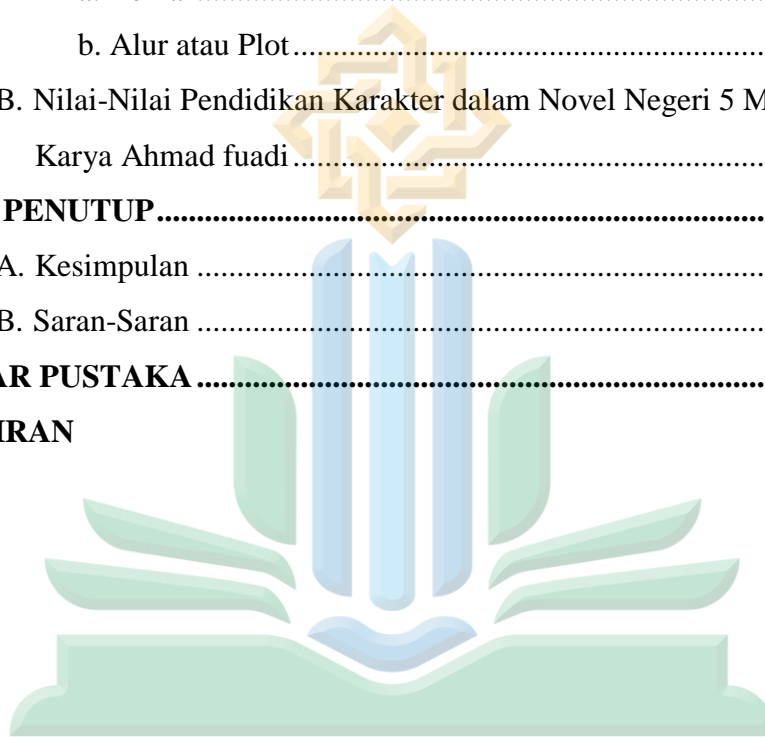 b. Alur atau Plot ..........................................................
B. Nilai-Nilai Pendidikan Karakter dalam Novel Negeri 5 M
Karya Ahmad fuadi ..........................................................
PENUTUP ..........................................................
A. Kesimpulan ..........................................................
B. Saran-Saran ..........................................................
AR PUSTAKA ..........................................................
IRAN